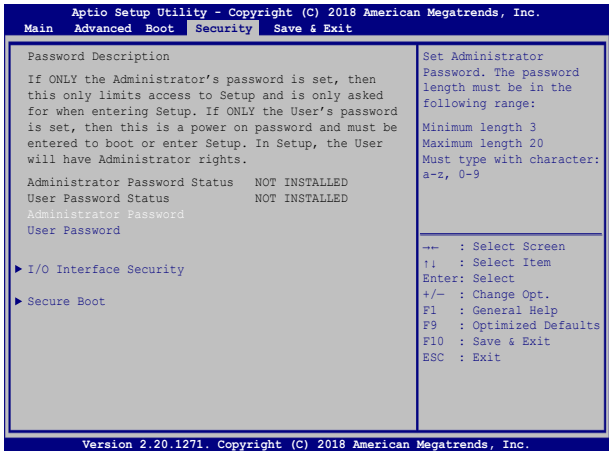 Aptio Setup Utility - Copyright (C) 2018 American Megatrends, Inc.
Main Advanced Boot Security Save & Exit
Password Description
If ONLY the Administrator's password is set, then
this only limits access to Setup and is only asked
for when entering Setup. If ONLY the User's password
is set, then this is a power on password and must be
entered to boot or enter Setup. In Setup, the User
will have Administrator rights.
Administrator Password Status NOT INSTALLED
User Password Status NOT INSTALLED
Administrator Password
User Password
▶ I/O Interface Security
▶ Secure Boot
Set Administrator
Password. The password
length must be in the
following range:
Minimum length 3
Maximum length 20
Must type with character:
a-z, 0-9
→← : Select Screen
↑↓ : Select Item
Enter: Select
+/— : Change Opt.
F1 : General Help
F9 : Optimized Defaults
F10 : Save & Exit
ESC : Exit
Version 2.20.1271. Copyright (C) 2018 American Megatrends, Inc.